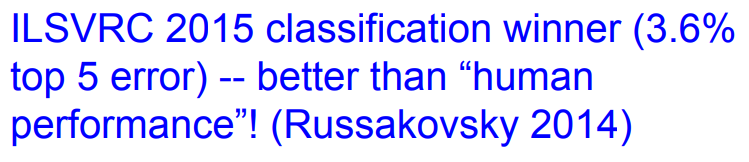 ILSVRC 2015 classification winner (3.6%
top 5 error) -- better than “human
performance”! (Russakovsky 2014)